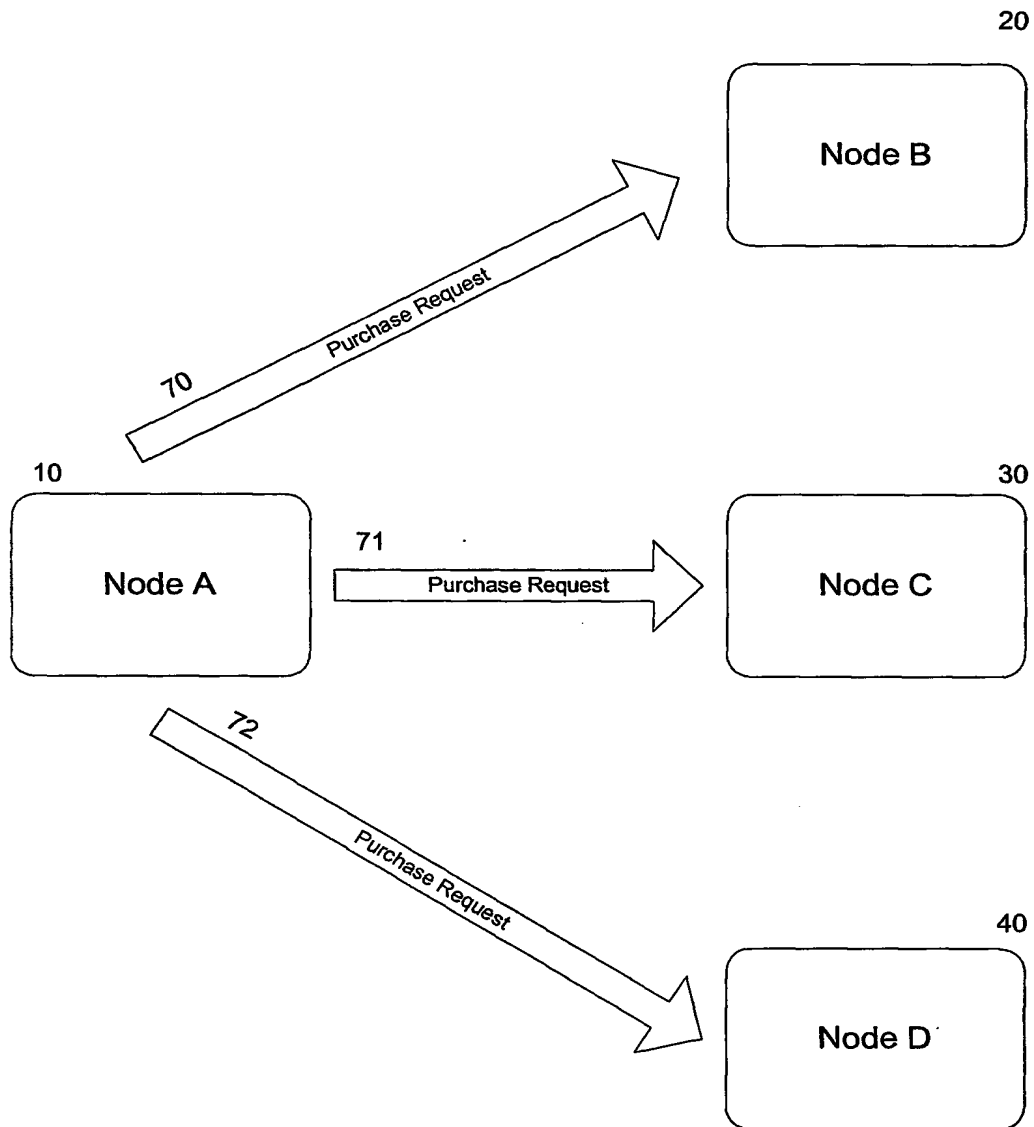 20
Node B
Purchase Request
70
10
Node A
71
Purchase Request
30
Node C
72
Purchase Request
40
Node D